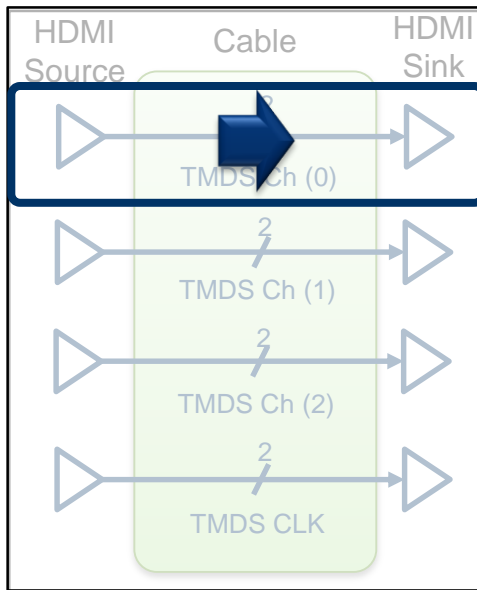 HDMI Source
Cable
HDMI Sink
TMDS Ch (0)
2
TMDS Ch (1)
2
TMDS Ch (2)
2
TMDS CLK